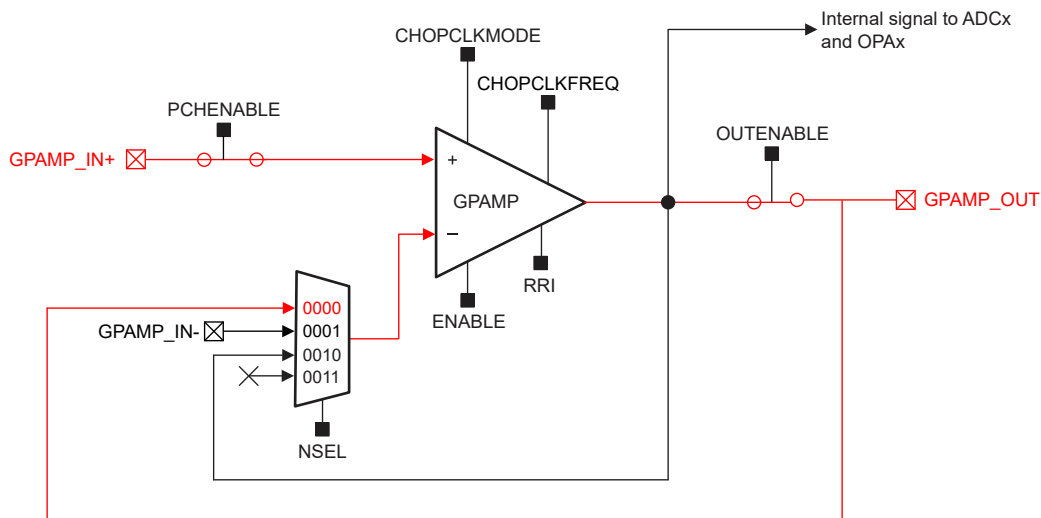 Internal signal to ADCx
and OPAx
CHOPCLKMODE
CHOPCLKFREQ
PCHENABLE
OUTENABLE
GPAMP_IN+
+
GPAMP
GPAMP_OUT
−
RRI
ENABLE
0000
GPAMP_IN-
0001
0010
0011
NSEL